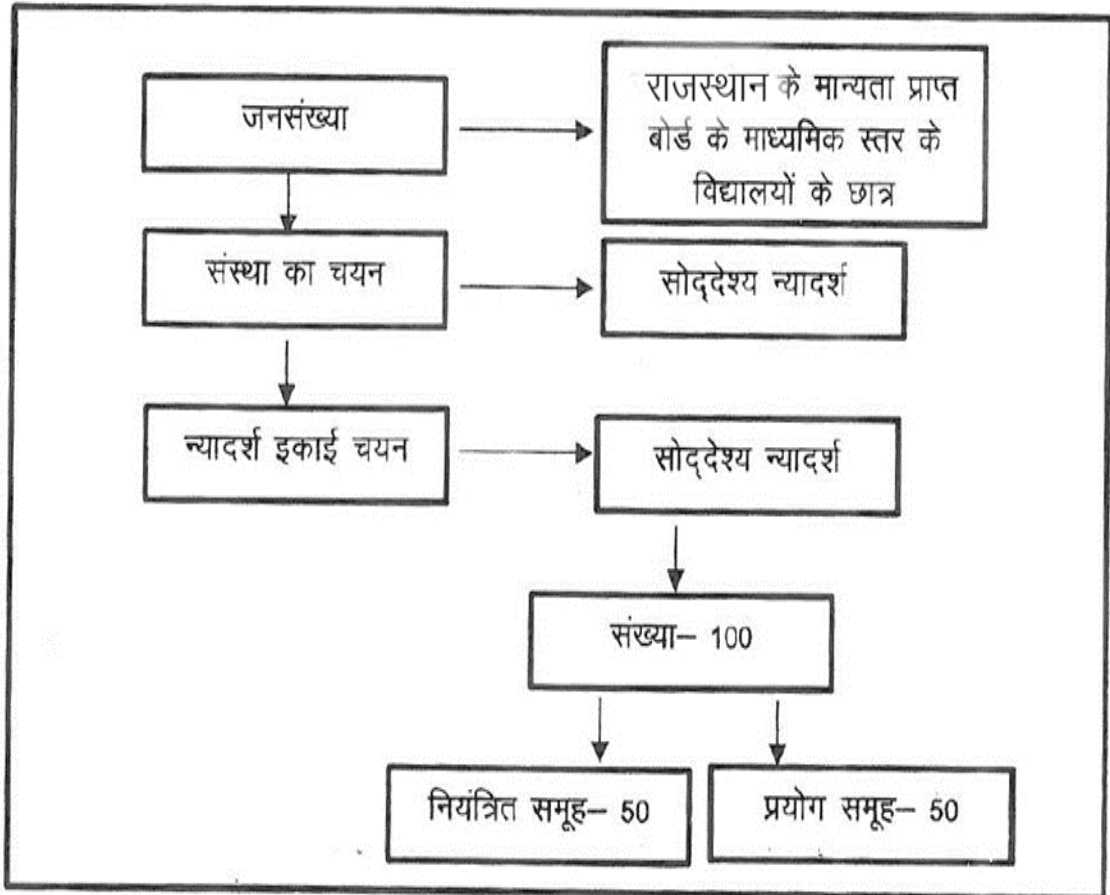 जनसंख्या
राजस्थान के मान्यता प्राप्त
बोर्ड के माध्यमिक स्तर के
विद्यालयों के छात्र
संस्था का चयन
सोद्देश्य न्यादर्श
न्यादर्श इकाई चयन
सोद्देश्य न्यादर्श
संख्या– 100
नियंत्रित समूह– 50
प्रयोग समूह– 50